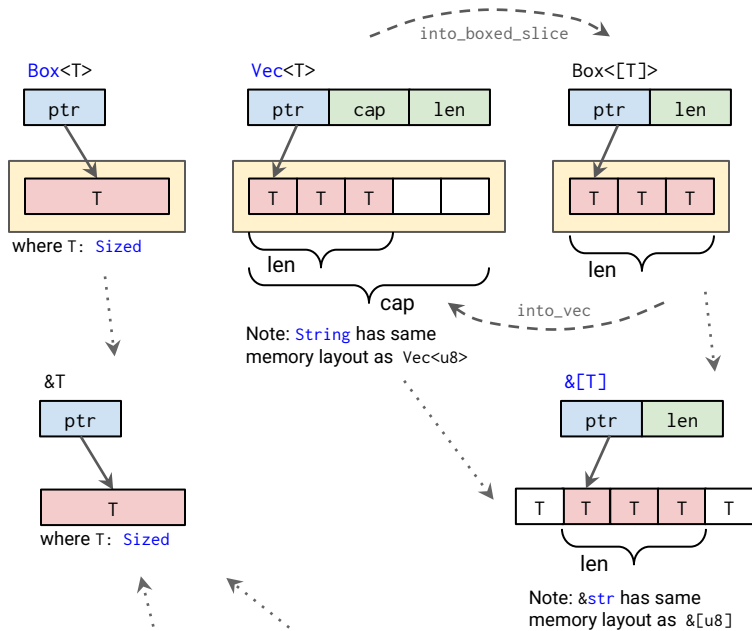 into_boxed_slice
Box<T>
Vec<T>
Box<[T]>
ptr
ptr cap len
ptr len
T
T T T
T T T
where T: Sized
len
cap
len
into_vec
Note: String has same
memory layout as Vec<u8>
&T
&[T]
ptr
ptr len
T
T T T T T
where T: Sized
len
Note: &str has same
memory layout as &[u8]